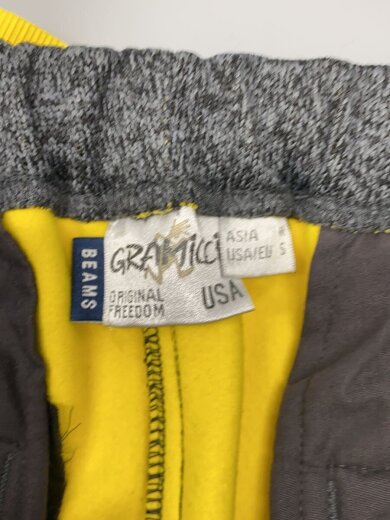 BEAMS
GRAMICCI
ORIGINAL
FREEDOM
USA
ASIA
USA/EU S